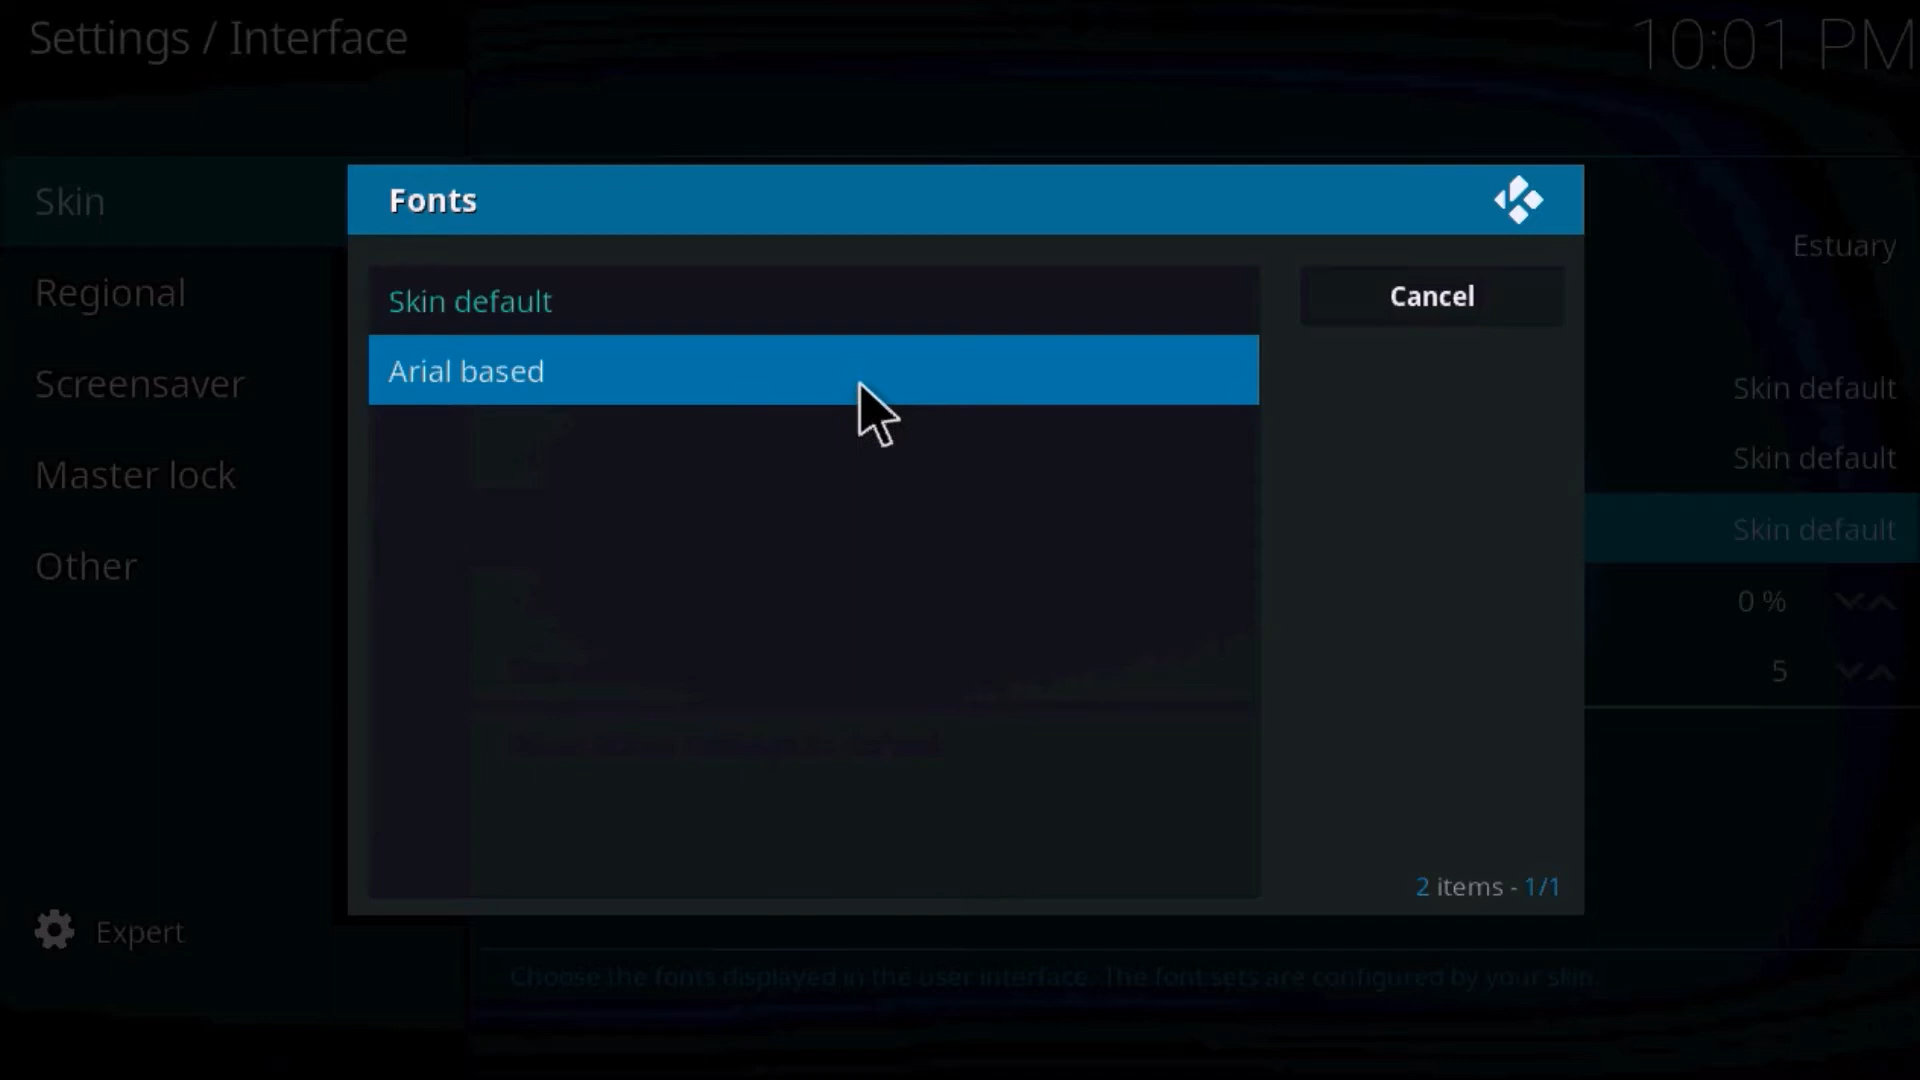 Settings / Interface
10:01 PM
Skin
Regional
Screensaver
Master lock
Other
Expert
Fonts
Skin default
Arial based
Cancel
2 items - 1/1
Estuary
Skin default
Skin default
Skin default
0 %
5
Choose the fonts displayed in the user interface. The font sets are configured by your skin.